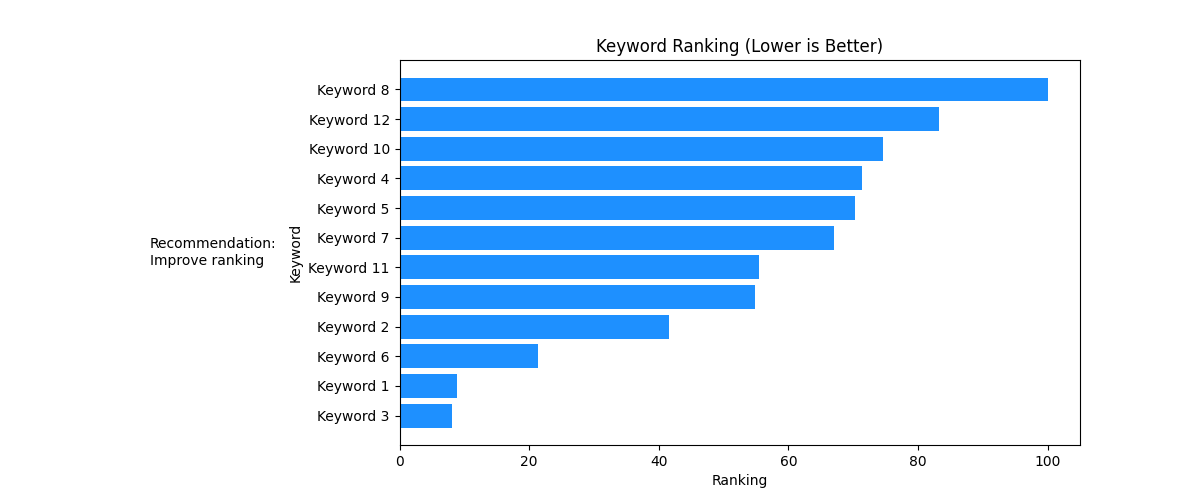 Keyword Ranking (Lower is Better)
Keyword 8
Keyword 12
Keyword 10
Keyword 4
Keyword 5
Keyword 7
Keyword 11
Keyword 9
Keyword 2
Keyword 6
Keyword 1
Keyword 3
Keyword
Recommendation:
Improve ranking
0 20 40 60 80 100
Ranking